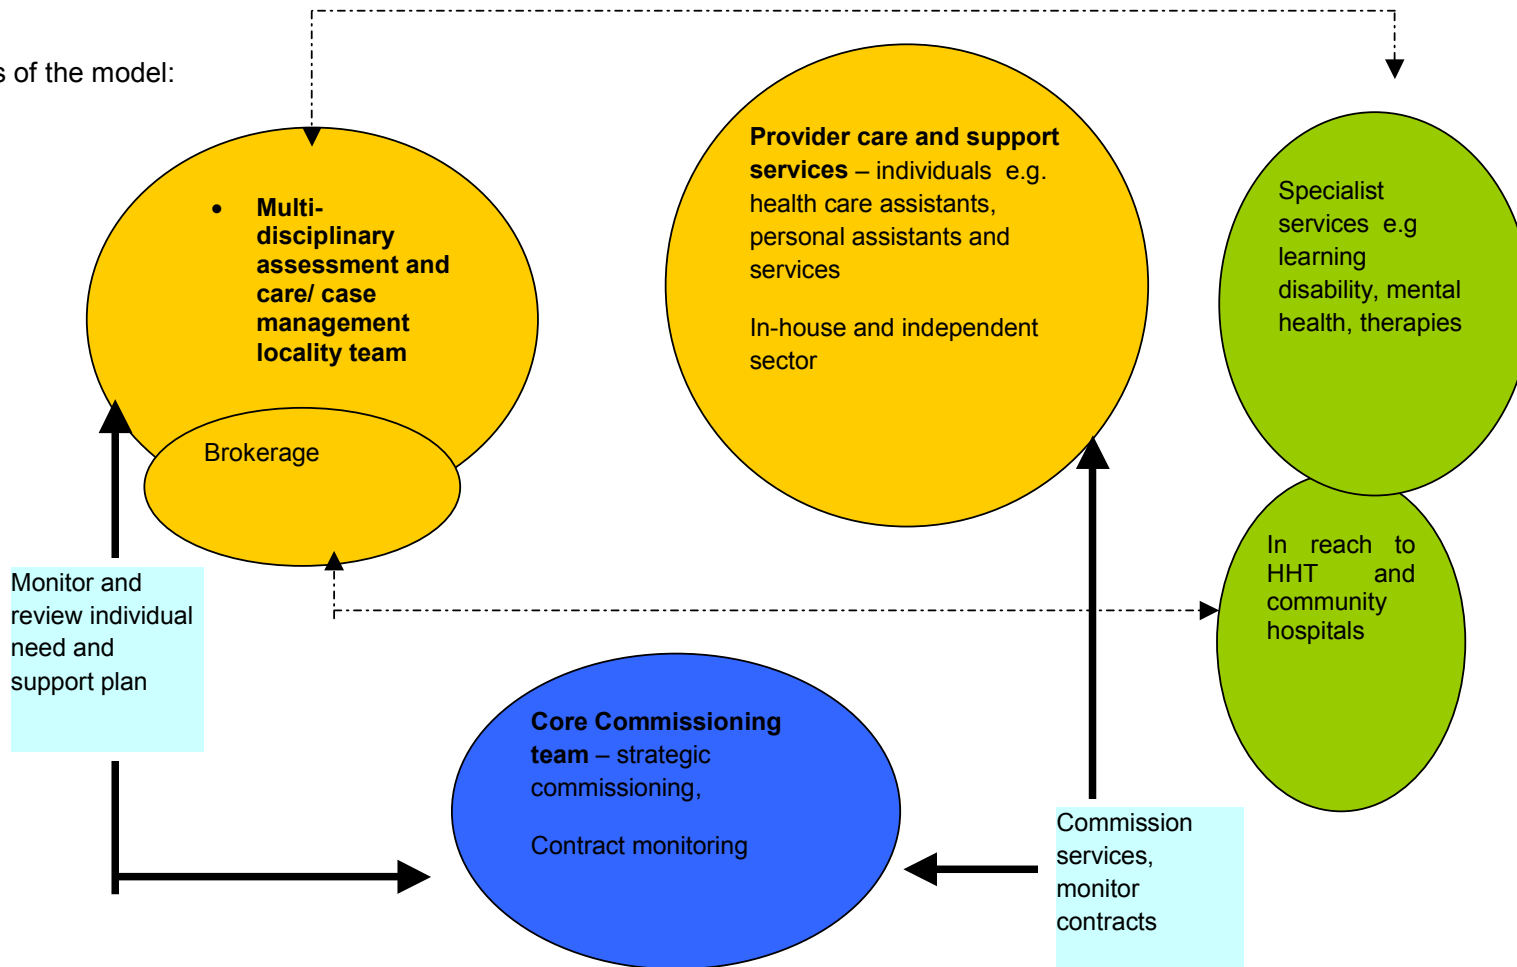 s of the model:
• Multi-
disciplinary
assessment and
care/ case
management
locality team
Brokerage
Provider care and support
services – individuals e.g.
health care assistants,
personal assistants and
services
In-house and independent
sector
Specialist
services e.g
learning
disability, mental
health, therapies
In reach to
HHT and
community
hospitals
Monitor and
review individual
need and
support plan
Core Commissioning
team – strategic
commissioning,
Contract monitoring
Commission
services,
monitor
contracts